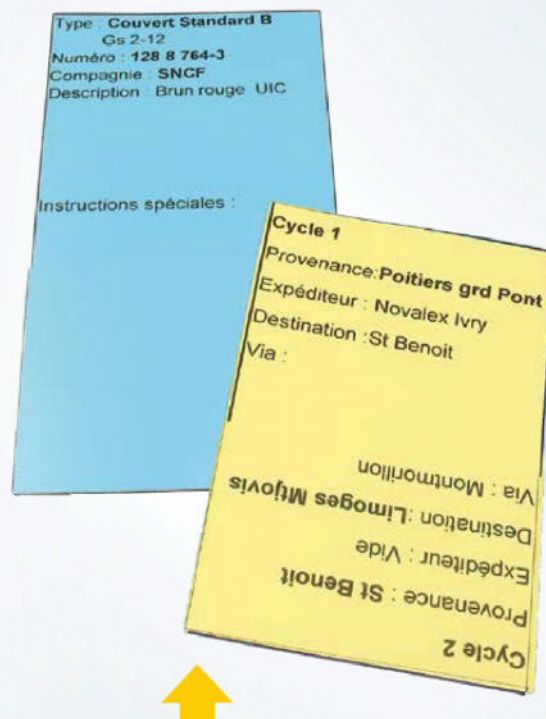 Type : Couvert Standard B
Gs 2-12
Numéro : 128 8 764-3
Compagnie : SNCF
Description : Brun rouge UIC
Instructions spéciales :
Cycle 1
Provenance:Poitiers grd Pont
Expéditeur : Novalex Ivry
Destination :St Benoit
Via :
Cycle 2
Provenance : St Benoit
Expéditeur : Vide
Destination :Limoges Mtjovis
Via : Montmorillon